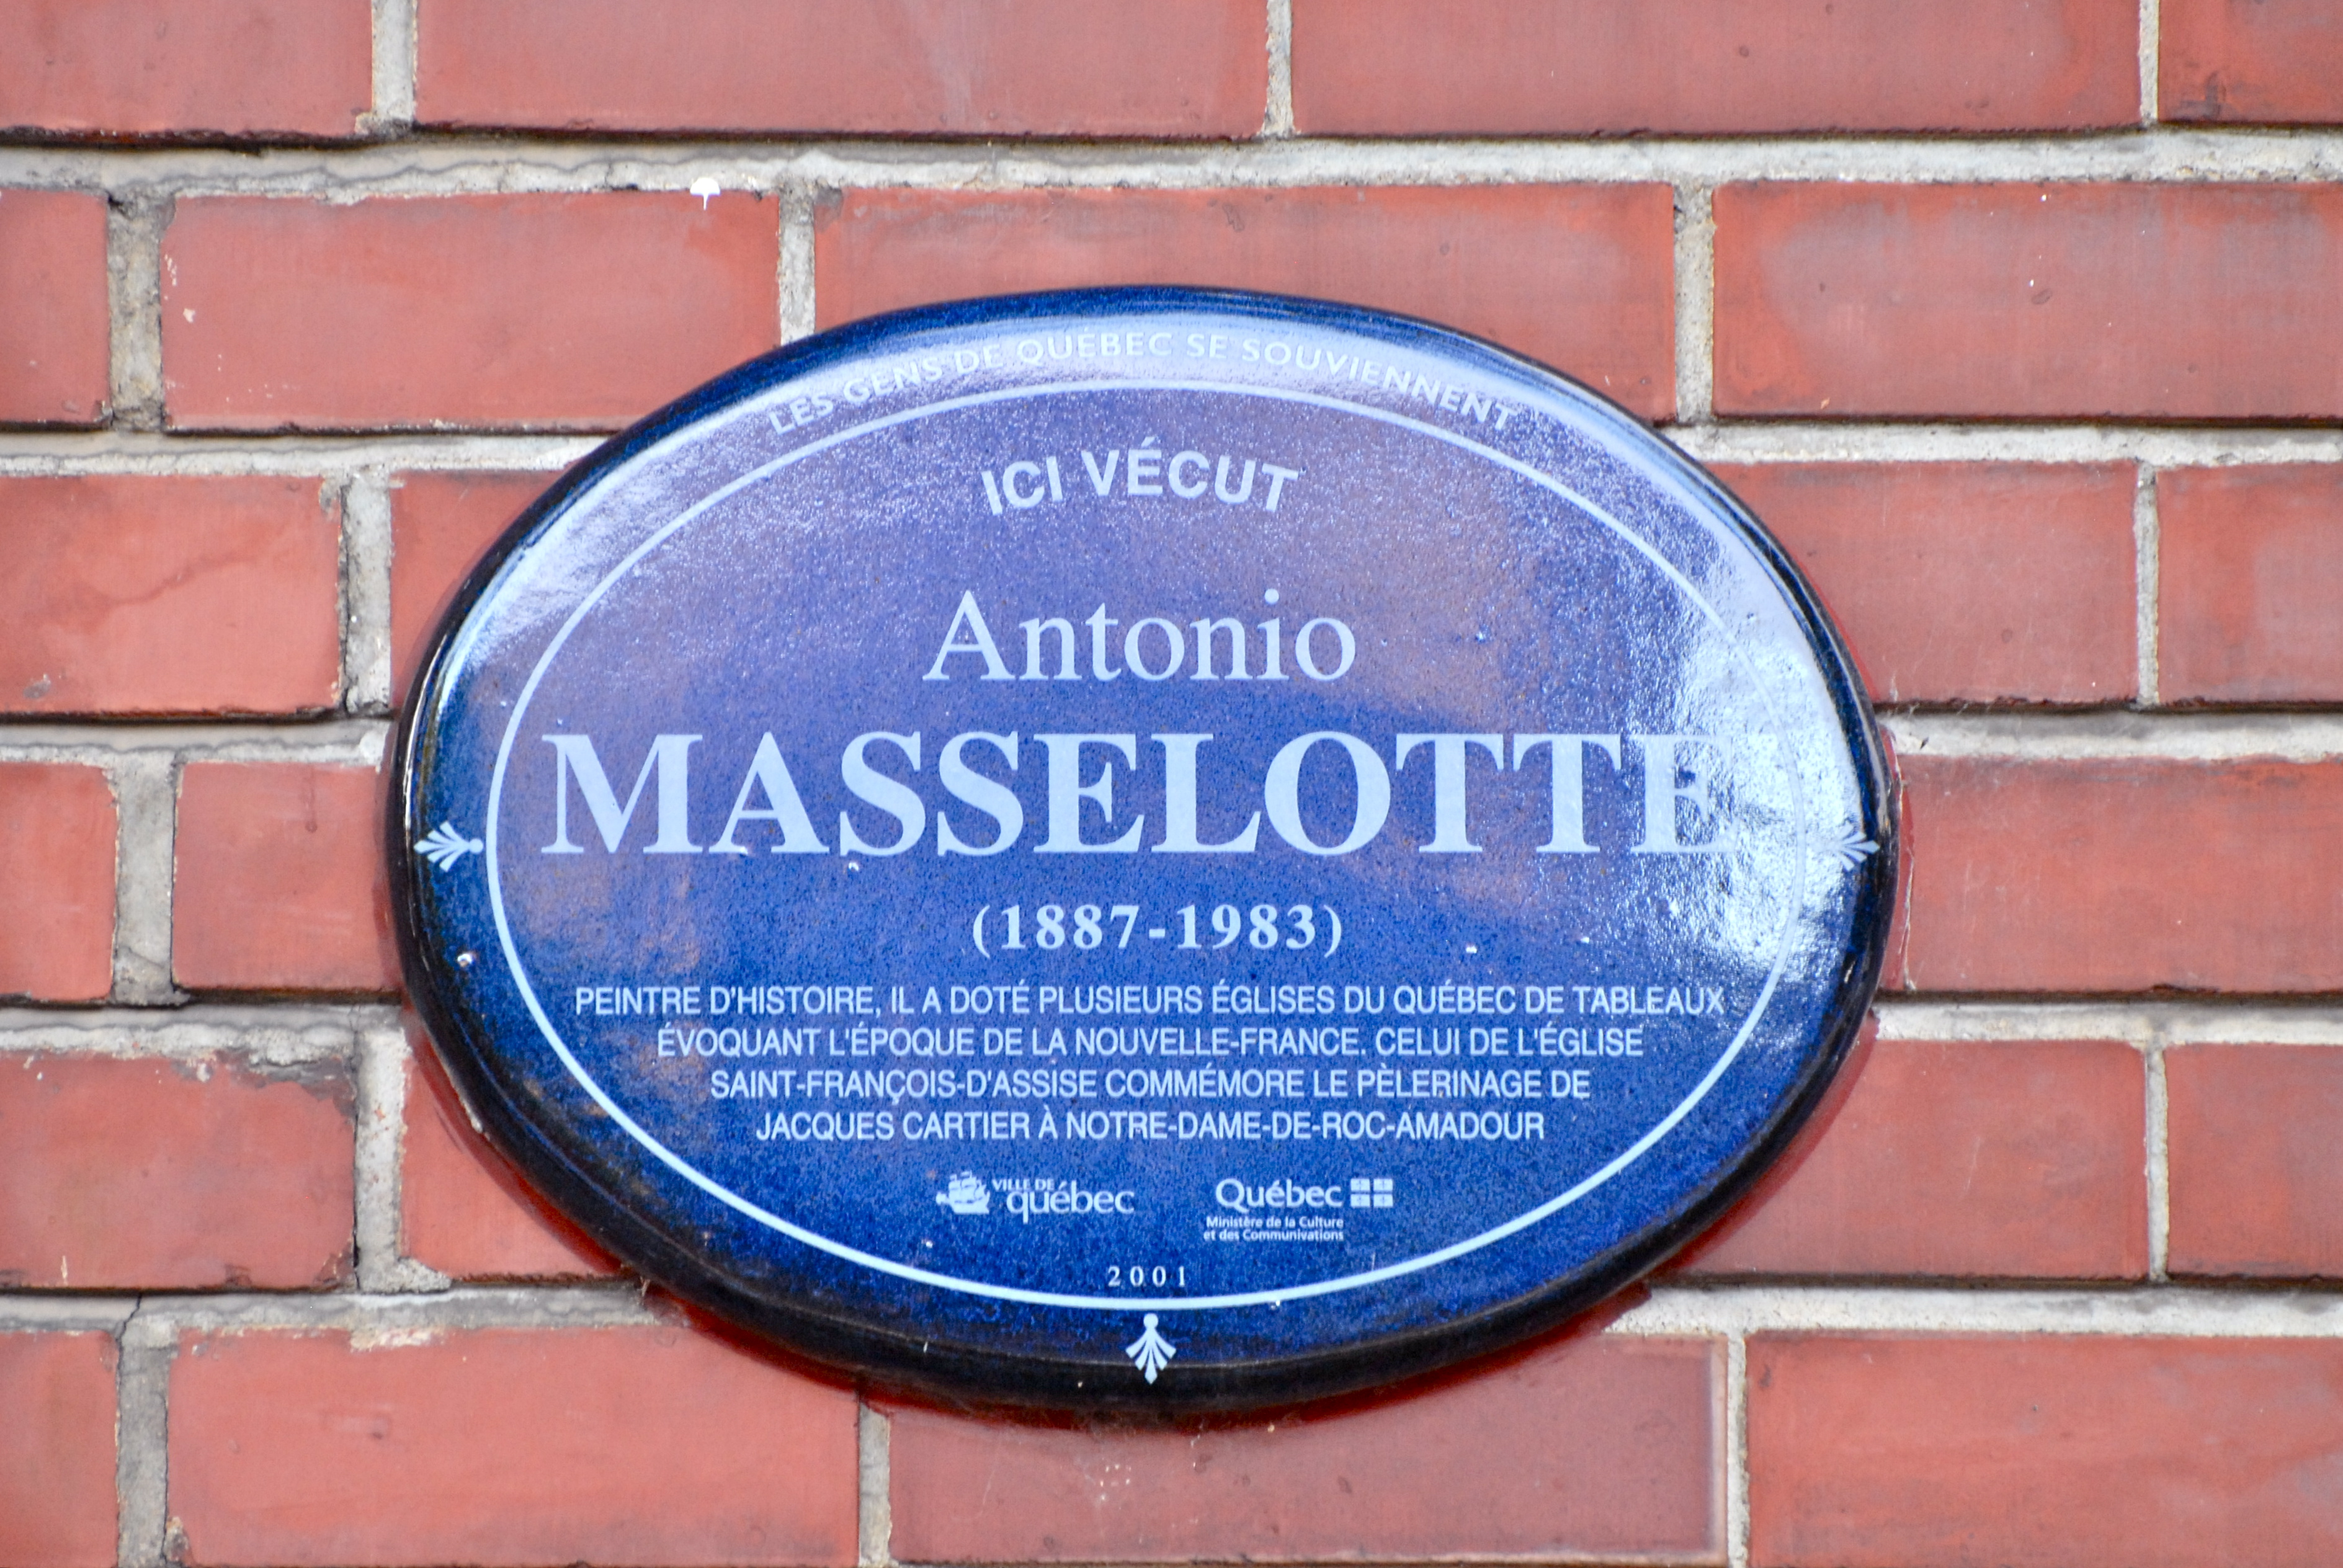 LES GENS DE QUÉBEC SE SOUVIENNENT
ICI VÉCUT
Antonio
MASSELOTTE
(1887-1983)
PEINTRE D'HISTOIRE, IL A DOTÉ PLUSIEURS ÉGLISES DU QUÉBEC DE TABLEAUX
ÉVOQUANT L'ÉPOQUE DE LA NOUVELLE-FRANCE. CELUI DE L'ÉGLISE
SAINT-FRANÇOIS-D'ASSISE COMMÉMORE LE PÈLERINAGE DE
JACQUES CARTIER À NOTRE-DAME-DE-ROC-AMADOUR
VILLE DE
québec
Québec
Ministère de la Culture
et des Communications
2001